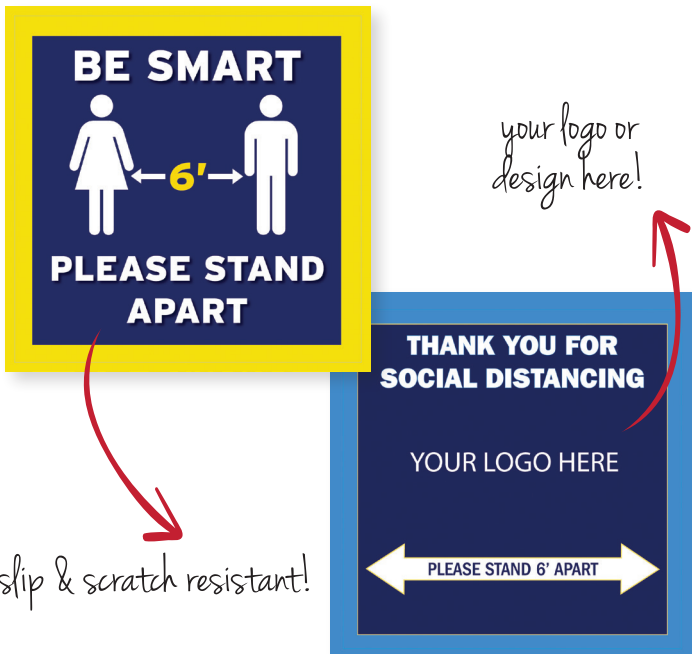 BE SMART
6'
PLEASE STAND
APART
your logo or
design here!
THANK YOU FOR
SOCIAL DISTANCING
YOUR LOGO HERE
PLEASE STAND 6' APART
slip & scratch resistant!